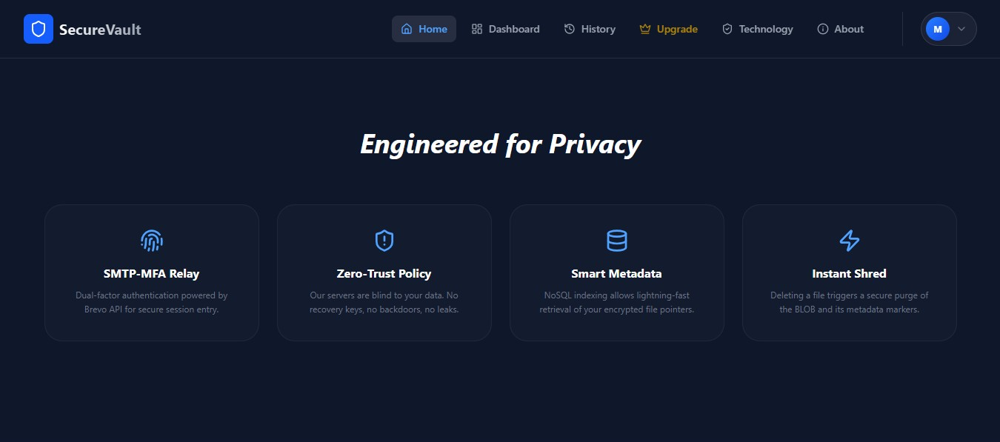 SecureVault
Home
Dashboard
History
Upgrade
Technology
About
M
Engineered for Privacy
SMTP-MFA Relay
Dual-factor authentication powered by
Brevo API for secure session entry.
Zero-Trust Policy
Our servers are blind to your data. No
recovery keys, no backdoors, no leaks.
Smart Metadata
NoSQL indexing allows lightning-fast
retrieval of your encrypted file pointers.
Instant Shred
Deleting a file triggers a secure purge of
the BLOB and its metadata markers.